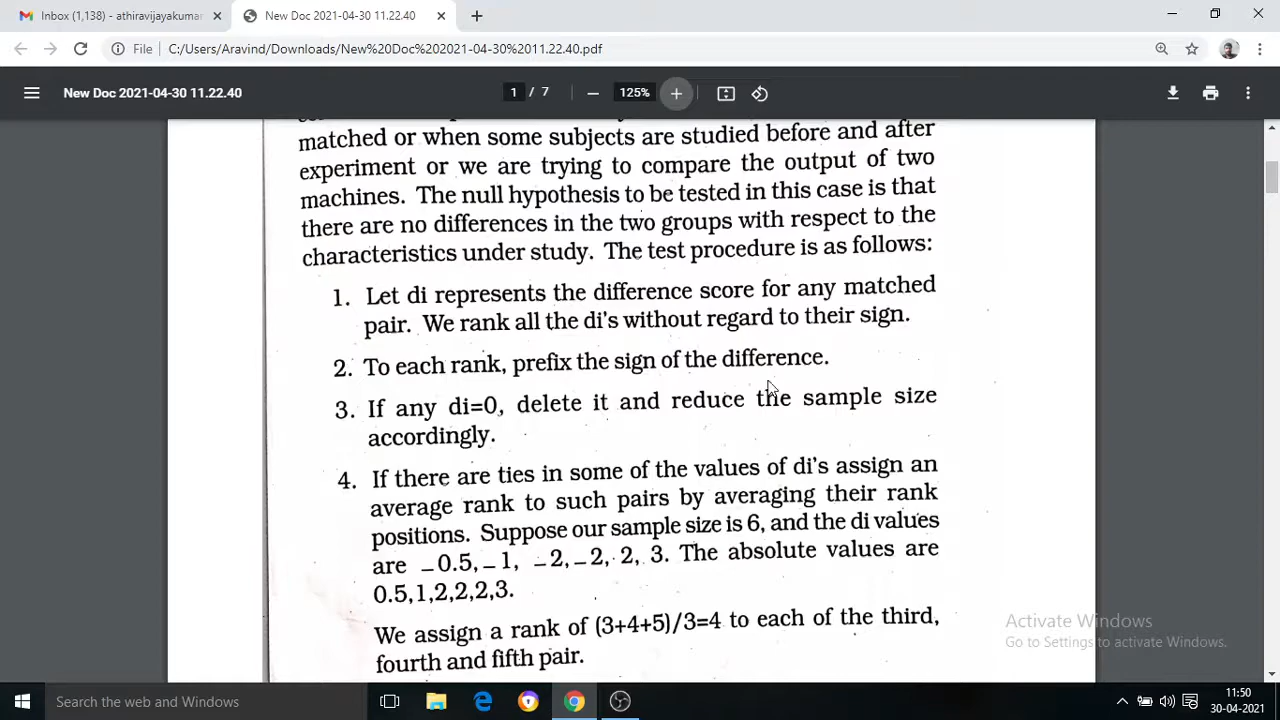 Inbox (1,138) - athiravijayakumar
New Doc 2021-04-30 11.22.40
File
C:/Users/Aravind/Downloads/New%20Doc%202021-04-30%2011.22.40.pdf
New Doc 2021-04-30 11.22.40
1 / 7
125%
matched or when some subjects are studied before and after
experiment or we are trying to compare the output of two
machines. The null hypothesis to be tested in this case is that
there are no differences in the two groups with respect to the
characteristics under study. The test procedure is as follows:
1. Let di represents the difference score for any matched
pair. We rank all the di's without regard to their sign.
2. To each rank, prefix the sign of the difference.
3. If any di=0, delete it and reduce the sample size
accordingly.
4. If there are ties in some of the values of di's assign an
average rank to such pairs by averaging their rank
positions. Suppose our sample size is 6, and the di values
are –0.5, –1, –2, –2, 2, 3. The absolute values are
0.5,1,2,2,2,3.
We assign a rank of (3+4+5)/3=4 to each of the third,
fourth and fifth pair.
Activate Windows
Go to Settings to activate Windows.
Search the web and Windows
11:50
30-04-2021